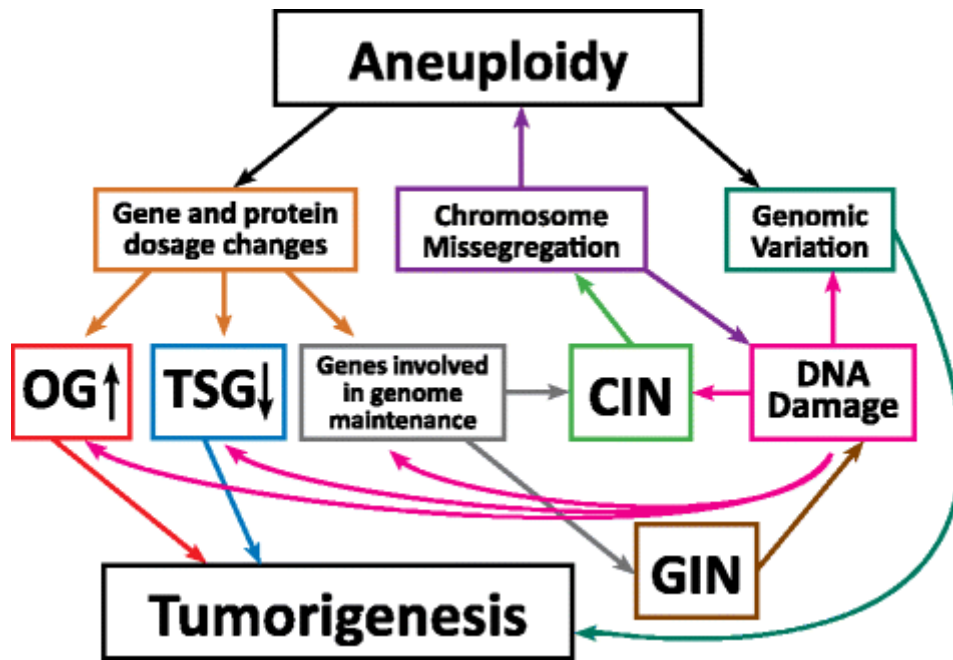 Aneuploidy
Gene and protein
dosage changes
Chromosome
Missegregation
Genomic
Variation
OG↑
TSG↓
Genes involved
in genome
maintenance
CIN
DNA
Damage
GIN
Tumorigenesis